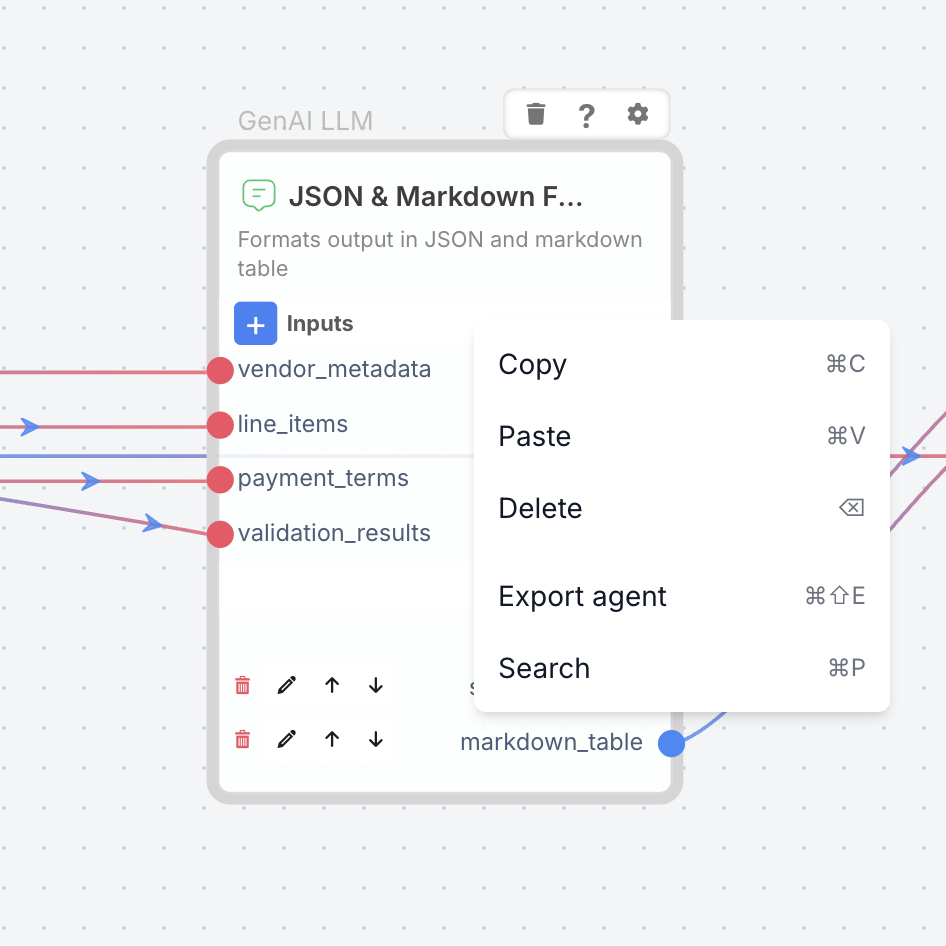 GenAI LLM
?
JSON & Markdown F...
Formats output in JSON and markdown
table
+ Inputs
vendor_metadata
line_items
payment_terms
validation_results
Copy ⌘C
Paste ⌘V
Delete ⌫
Export agent ⌘⇧E
Search ⌘P
markdown_table